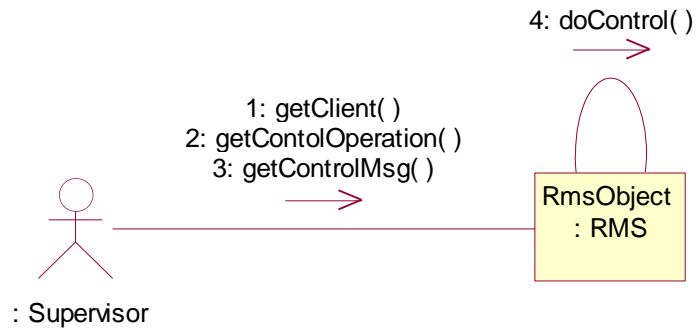 4: doControl( )
1: getClient( )
2: getContolOperation( )
3: getControlMsg( )
RmsObject
: RMS
: Supervisor